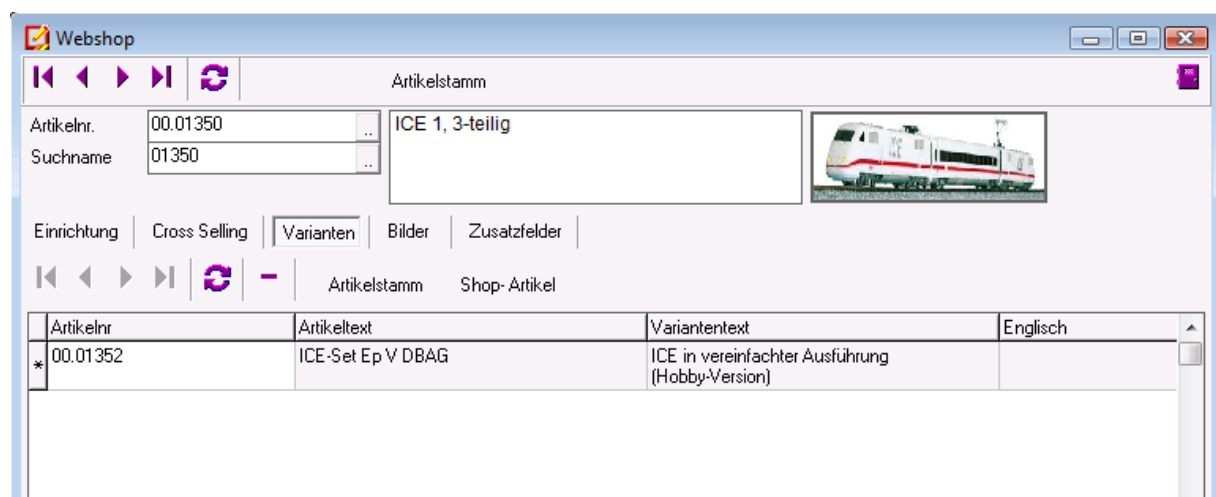 Webshop
Artikelstamm
Artikelnr. 00.01350 .. ICE 1, 3-teilig
Suchname 01350 ..
Einrichtung Cross Selling Varianten Bilder Zusatzfelder
Artikelstamm Shop- Artikel
Artikelnr Artikeltext Variantentext Englisch
* 00.01352 ICE-Set Ep V DBAG ICE in vereinfachter Ausführung
(Hobby-Version)